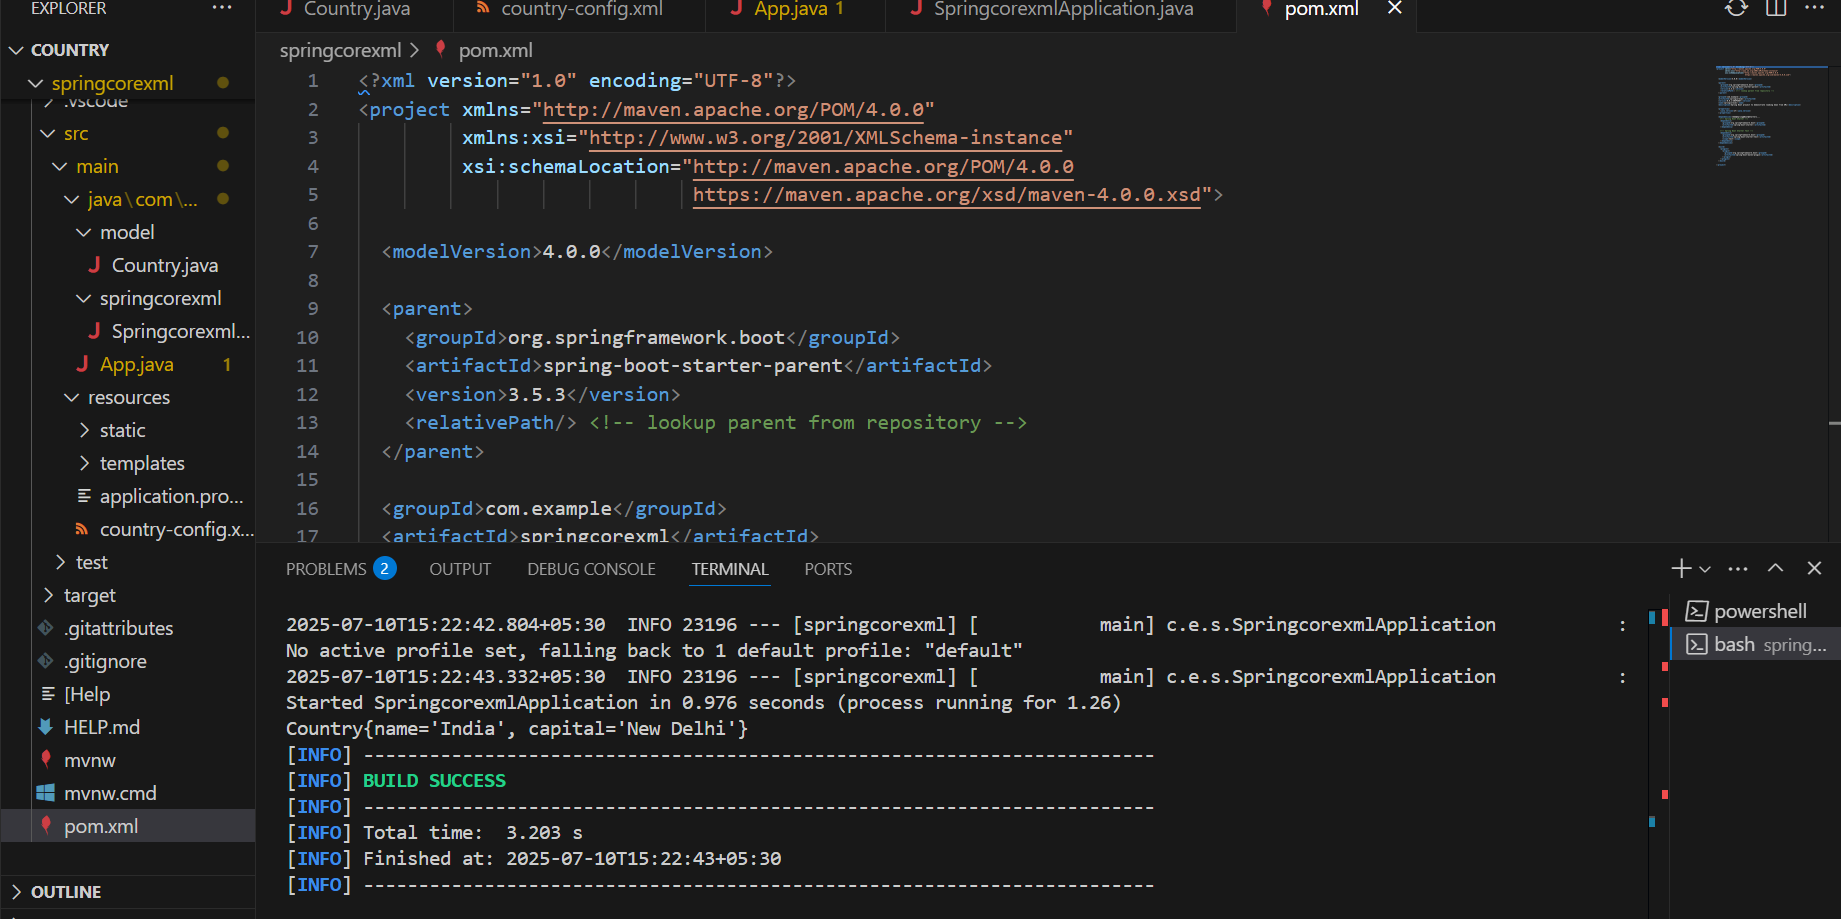 EXPLORER
COUNTRY
springcorexml
.vscode
src
main
java\com\...
model
Country.java
springcorexml
Springcorexml...
App.java 1
resources
static
templates
application.pro...
country-config.x...
test
target
.gitattributes
.gitignore
[Help
HELP.md
mvnw
mvnw.cmd
pom.xml
OUTLINE
Country.java
country-config.xml
App.java 1
SpringcorexmlApplication.java
pom.xml
springcorexml > pom.xml
1 <?xml version="1.0" encoding="UTF-8"?>
2 <project xmlns="http://maven.apache.org/POM/4.0.0"
3 xmlns:xsi="http://www.w3.org/2001/XMLSchema-instance"
4 xsi:schemaLocation="http://maven.apache.org/POM/4.0.0
5 https://maven.apache.org/xsd/maven-4.0.0.xsd">
6
7 <modelVersion>4.0.0</modelVersion>
8
9 <parent>
10 <groupId>org.springframework.boot</groupId>
11 <artifactId>spring-boot-starter-parent</artifactId>
12 <version>3.5.3</version>
13 <relativePath/> <!-- lookup parent from repository -->
14 </parent>
15
16 <groupId>com.example</groupId>
17 <artifactId>springcorexml</artifactId>
PROBLEMS 2 OUTPUT DEBUG CONSOLE TERMINAL PORTS
2025-07-10T15:22:42.804+05:30  INFO 23196 --- [springcorexml] [           main] c.e.s.SpringcorexmlApplication           :
No active profile set, falling back to 1 default profile: "default"
2025-07-10T15:22:43.332+05:30  INFO 23196 --- [springcorexml] [           main] c.e.s.SpringcorexmlApplication           :
Started SpringcorexmlApplication in 0.976 seconds (process running for 1.26)
Country{name='India', capital='New Delhi'}
[INFO] ------------------------------------------------------------------------
[INFO] BUILD SUCCESS
[INFO] ------------------------------------------------------------------------
[INFO] Total time:  3.203 s
[INFO] Finished at: 2025-07-10T15:22:43+05:30
[INFO] ------------------------------------------------------------------------
powershell
bash spring...